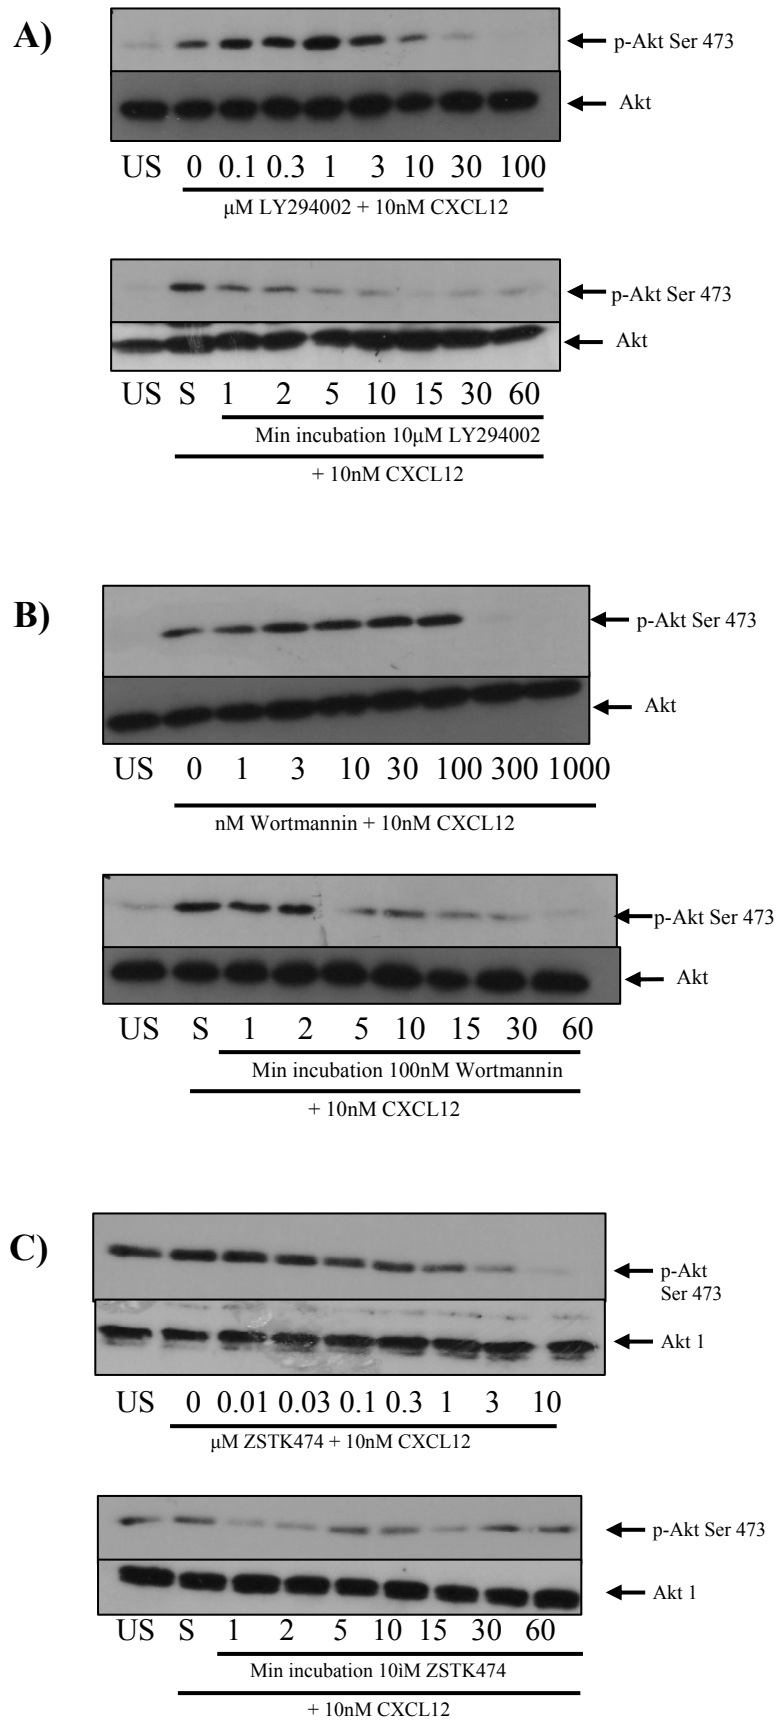 A)
p-Akt Ser 473
Akt
US 0 0.1 0.3 1 3 10 30 100
μM LY294002 + 10nM CXCL12
p-Akt Ser 473
Akt
US S 1 2 5 10 15 30 60
Min incubation 10μM LY294002
+ 10nM CXCL12
B)
p-Akt Ser 473
Akt
US 0 1 3 10 30 100 300 1000
nM Wortmannin + 10nM CXCL12
p-Akt Ser 473
Akt
US S 1 2 5 10 15 30 60
Min incubation 100nM Wortmannin
+ 10nM CXCL12
C)
p-Akt
Ser 473
Akt 1
US 0 0.01 0.03 0.1 0.3 1 3 10
μM ZSTK474 + 10nM CXCL12
p-Akt Ser 473
Akt 1
US S 1 2 5 10 15 30 60
Min incubation 10ìM ZSTK474
+ 10nM CXCL12